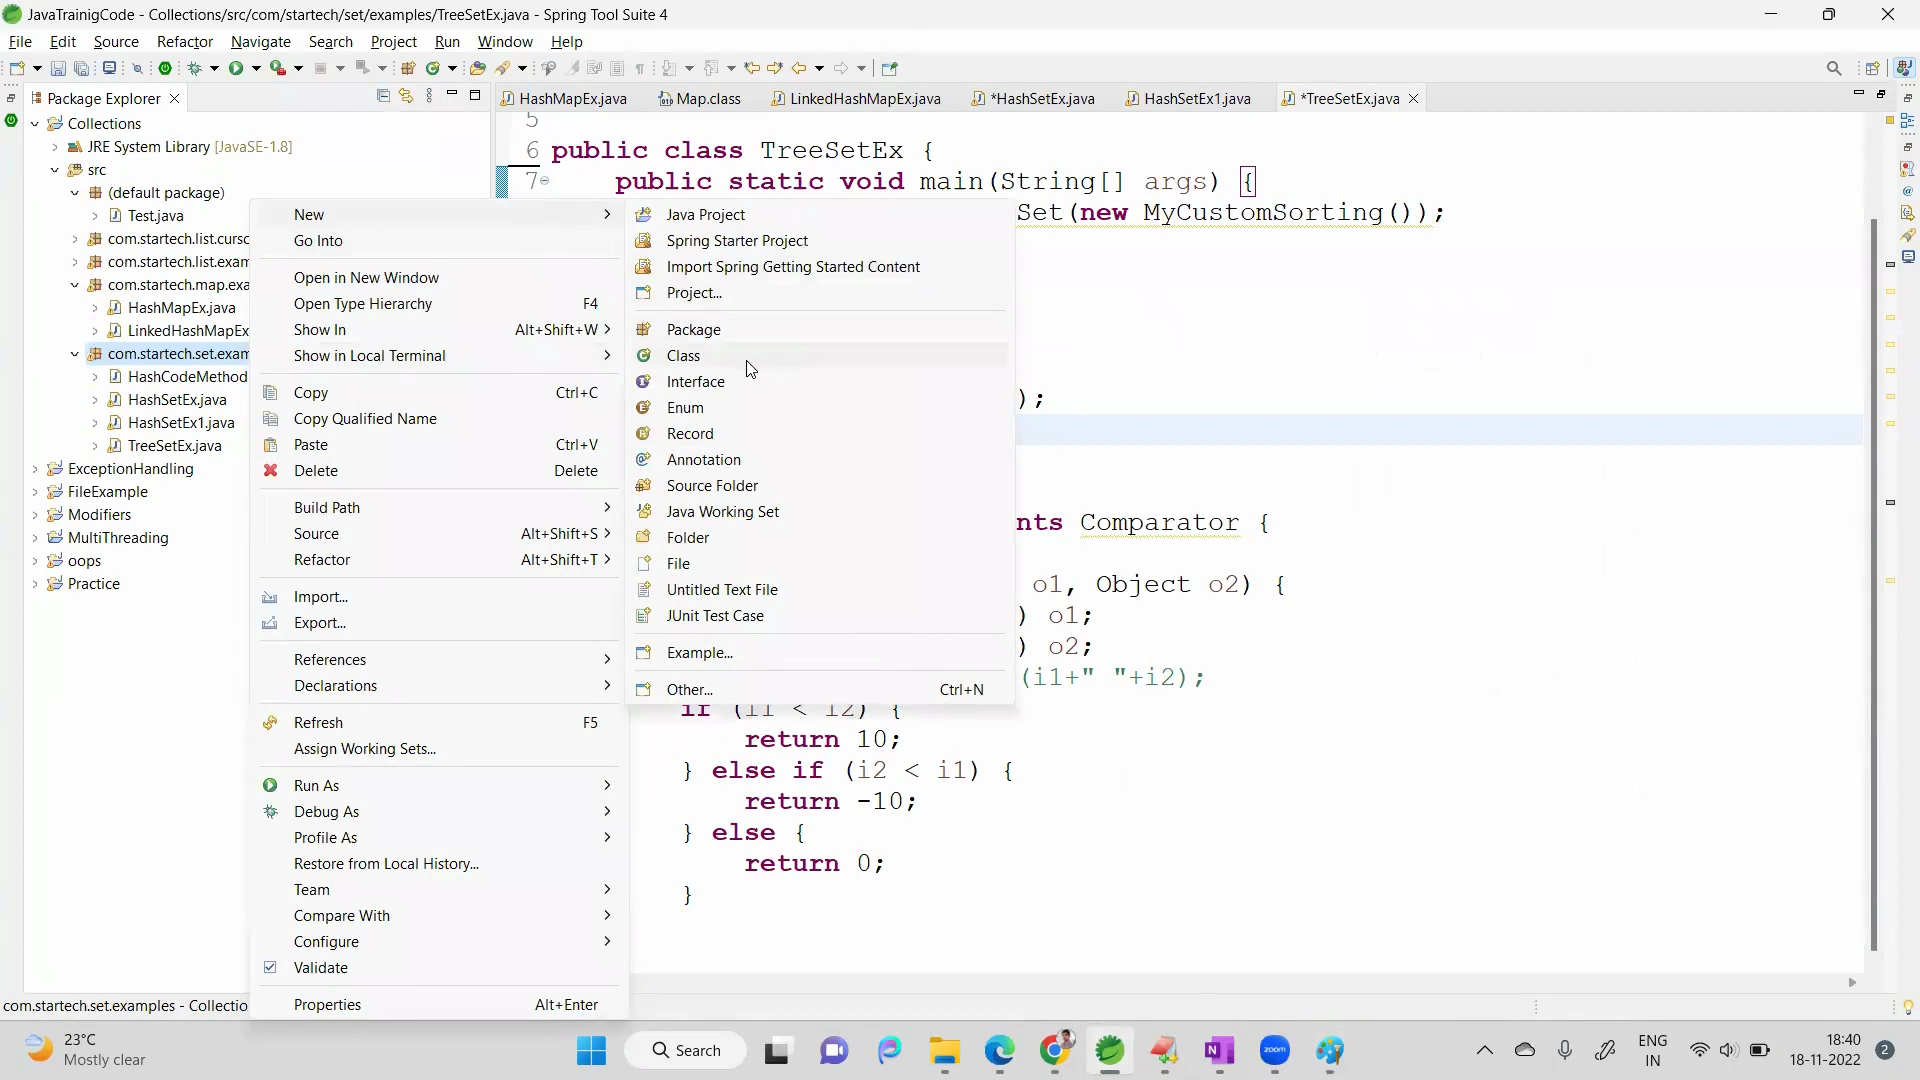 JavaTrainigCode - Collections/src/com/startech/set/examples/TreeSetEx.java - Spring Tool Suite 4
File Edit Source Refactor Navigate Search Project Run Window Help
Package Explorer
HashMapEx.java Map.class LinkedHashMapEx.java *HashSetEx.java HashSetEx1.java *TreeSetEx.java
Collections
JRE System Library [JavaSE-1.8]
src
(default package)
Test.java
com.startech.list.curso
com.startech.list.exam
com.startech.map.exa
HashMapEx.java
LinkedHashMapEx
com.startech.set.exam
HashCodeMethod
HashSetEx.java
HashSetEx1.java
TreeSetEx.java
ExceptionHandling
FileExample
Modifiers
MultiThreading
oops
Practice
New
Go Into
Open in New Window
Open Type Hierarchy F4
Show In Alt+Shift+W
Show in Local Terminal
Copy Ctrl+C
Copy Qualified Name
Paste Ctrl+V
Delete Delete
Build Path
Source Alt+Shift+S
Refactor Alt+Shift+T
Import...
Export...
References
Declarations
Refresh F5
Assign Working Sets...
Run As
Debug As
Profile As
Restore from Local History...
Team
Compare With
Configure
Validate
Properties Alt+Enter
Java Project
Spring Starter Project
Import Spring Getting Started Content
Project...
Package
Class
Interface
Enum
Record
Annotation
Source Folder
Java Working Set
Folder
File
Untitled Text File
JUnit Test Case
Example...
Other... Ctrl+N
5
6 public class TreeSetEx {
7 public static void main(String[] args) {
Set(new MyCustomSorting());
);
nts Comparator {
o1, Object o2) {
) o1;
) o2;
(i1+" "+i2);
if (i1 < i2) {
return 10;
} else if (i2 < i1) {
return -10;
} else {
return 0;
}
com.startech.set.examples - Collectio
23°C
Mostly clear
Search
zoom
ENG
IN
18:40
18-11-2022
2